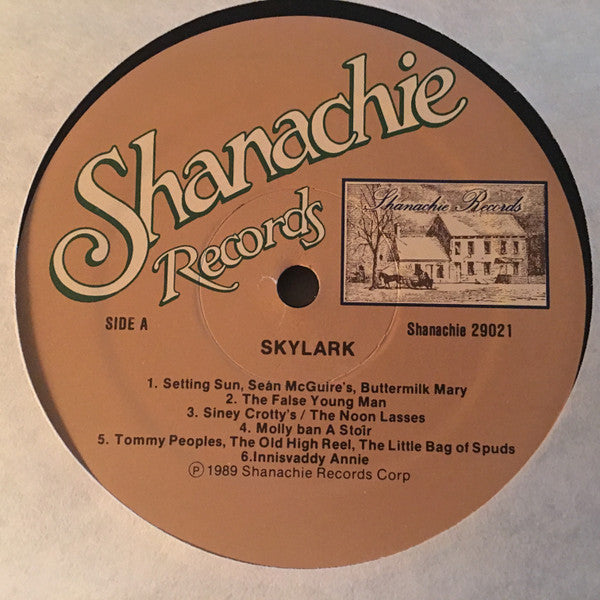 Shanachie
Records
Shanachie Records
SIDE A
Shanachie 29021
SKYLARK
1. Setting Sun, Seán McGuire's, Buttermilk Mary
2. The False Young Man
3. Siney Crotty's / The Noon Lasses
4. Molly ban A Stoîr
5. Tommy Peoples, The Old High Reel, The Little Bag of Spuds
6.Innisvaddy Annie
Ⓟ 1989 Shanachie Records Corp